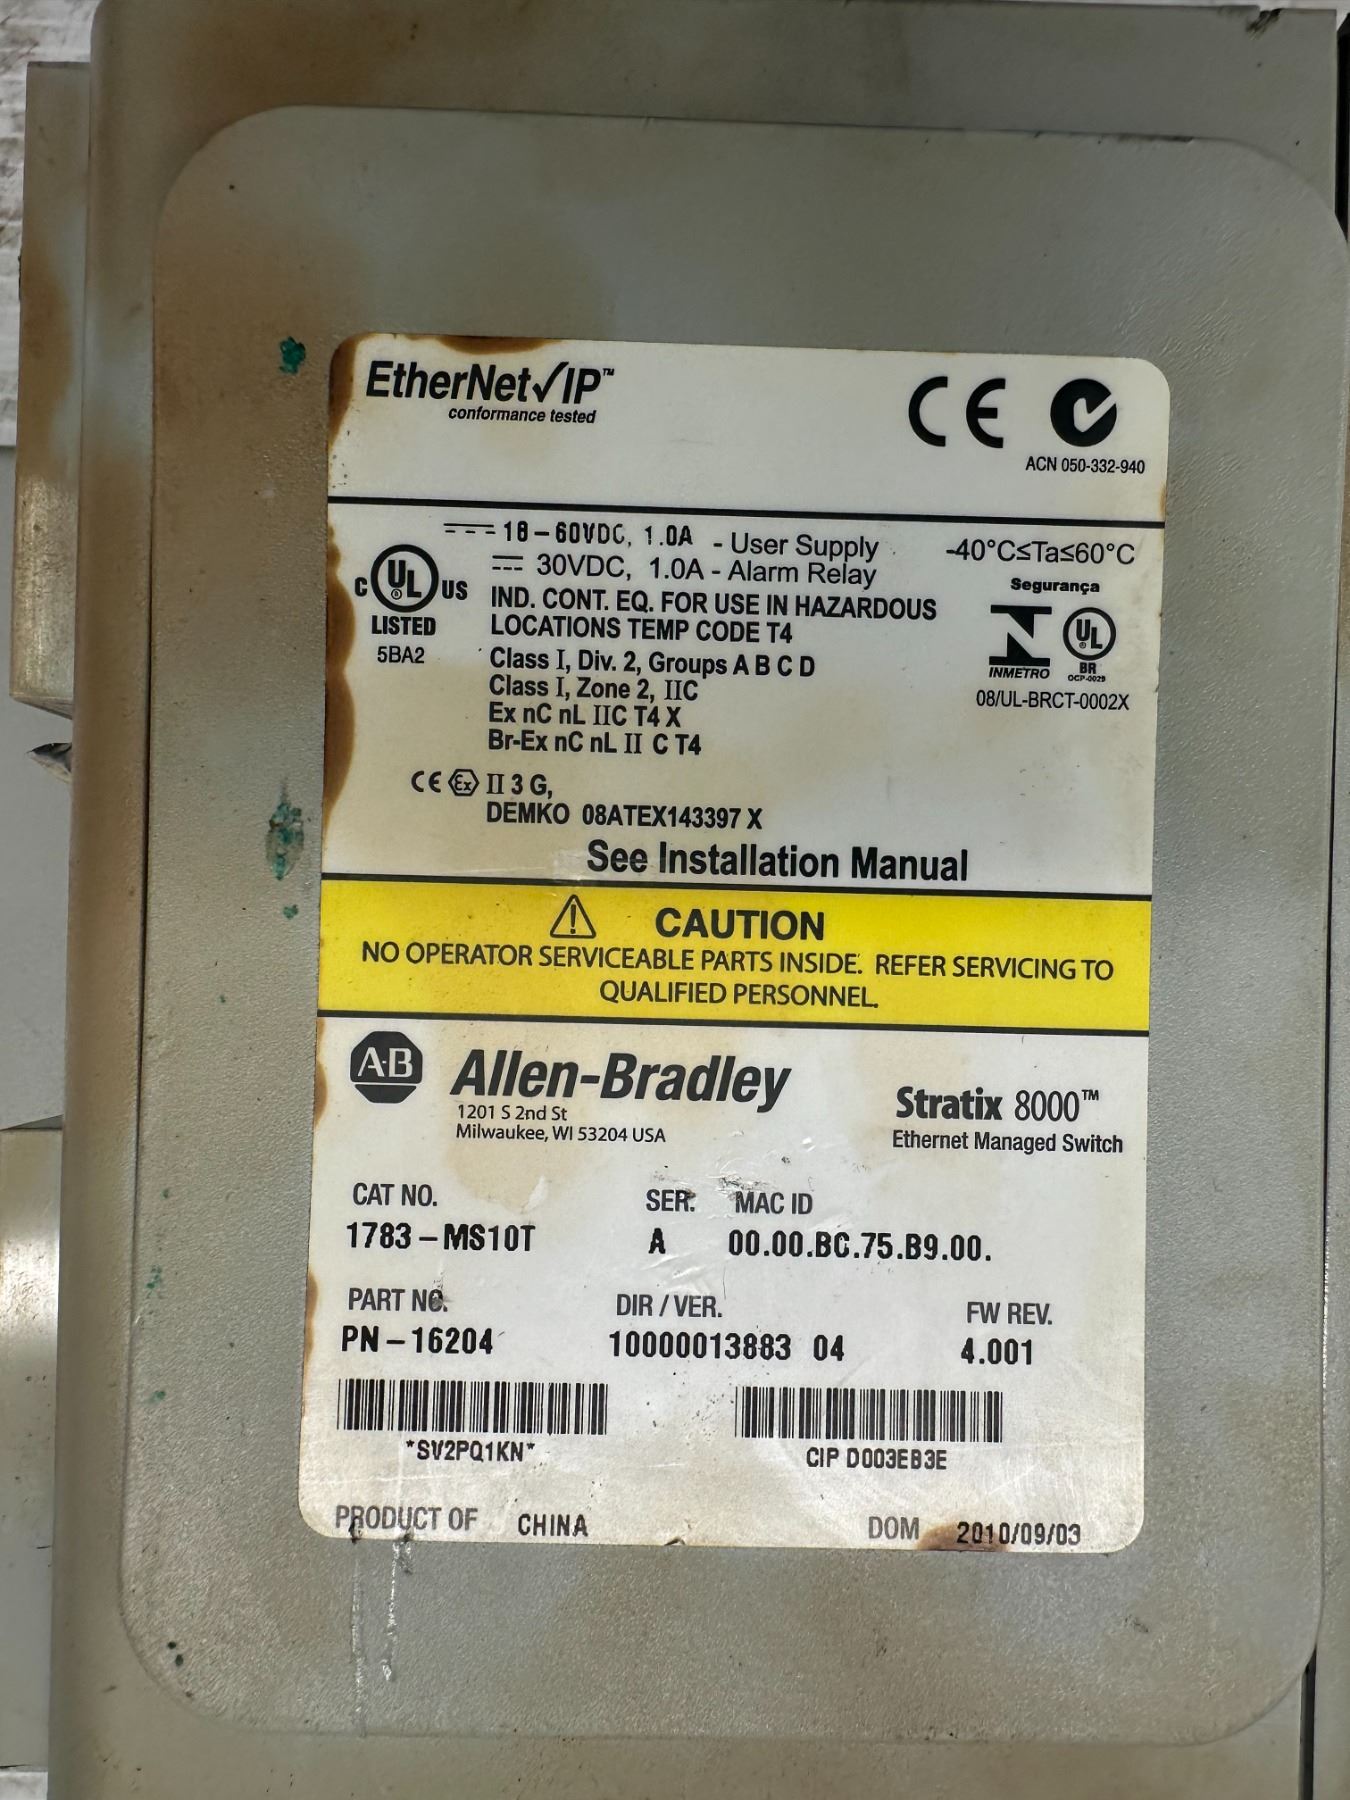 EtherNet✓IP™
conformance tested
CE
ACN 050-332-940
18-60VDC, 1.0A - User Supply
30VDC, 1.0A - Alarm Relay
-40°C≤Ta≤60°C
C UL ® US
LISTED
5BA2
IND. CONT. EQ. FOR USE IN HAZARDOUS
LOCATIONS TEMP CODE T4
Class I, Div. 2, Groups A B C D
Class I, Zone 2, IIC
Ex nC nL IIC T4 X
Br-Ex nC nL II C T4
Segurança
INMETRO
UL ®
BR
OCP-0029
08/UL-BRCT-0002X
CE Ex II 3 G,
DEMKO 08ATEX143397 X
See Installation Manual
CAUTION
NO OPERATOR SERVICEABLE PARTS INSIDE. REFER SERVICING TO
QUALIFIED PERSONNEL.
A-B Allen-Bradley
1201 S 2nd St
Milwaukee, WI 53204 USA
Stratix 8000™
Ethernet Managed Switch
CAT NO. SER. MAC ID
1783-MS10T A 00.00.BC.75.B9.00.
PART NO. DIR / VER. FW REV.
PN-16204 10000013883 04 4.001
*SV2PQ1KN* CIP D003EB3E
PRODUCT OF CHINA DOM 2010/09/03